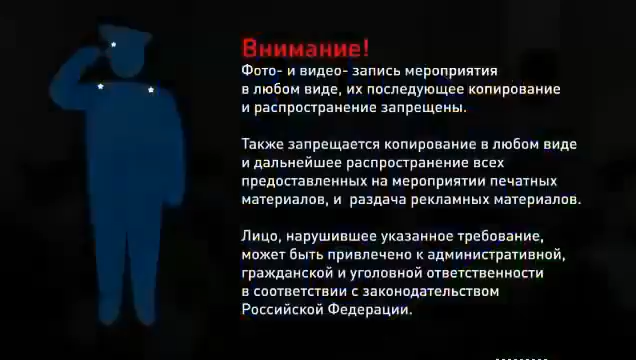 Внимание!
Фото- и видео- запись мероприятия
в любом виде, их последующее копирование
и распространение запрещены.
Также запрещается копирование в любом виде
и дальнейшее распространение всех
предоставленных на мероприятии печатных
материалов, и раздача рекламных материалов.
Лицо, нарушившее указанное требование,
может быть привлечено к административной,
гражданской и уголовной ответственности
в соответствии с законодательством
Российской Федерации.